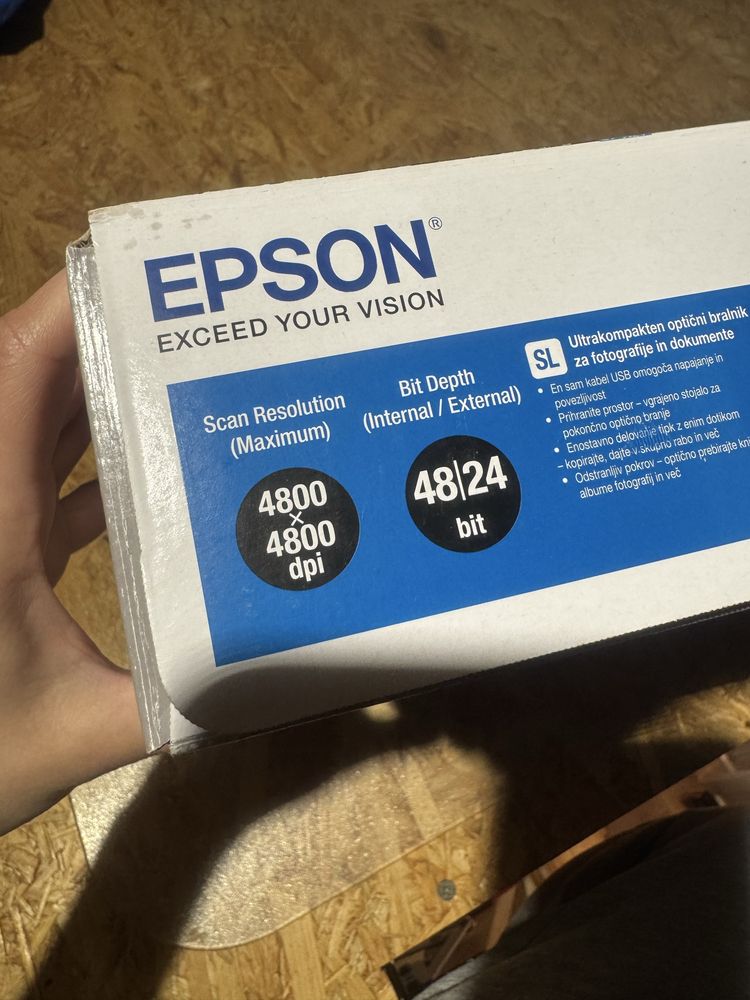 EPSON®
EXCEED YOUR VISION
Scan Resolution
(Maximum)
4800
×
4800
dpi
Bit Depth
(Internal / External)
48|24
bit
SL
Ultrakompakten optični bralnik
za fotografije in dokumente
• En sam kabel USB omogoča napajanje in
povezljivost
• Prihranite prostor – vgrajeno stojalo za
pokončno optično branje
• Enostavno delovanje tipk z enim dotikom
– kopirajte, dajte v skupno rabo in več
• Odstranljiv pokrov – optično prebirajte
albume fotografij in več